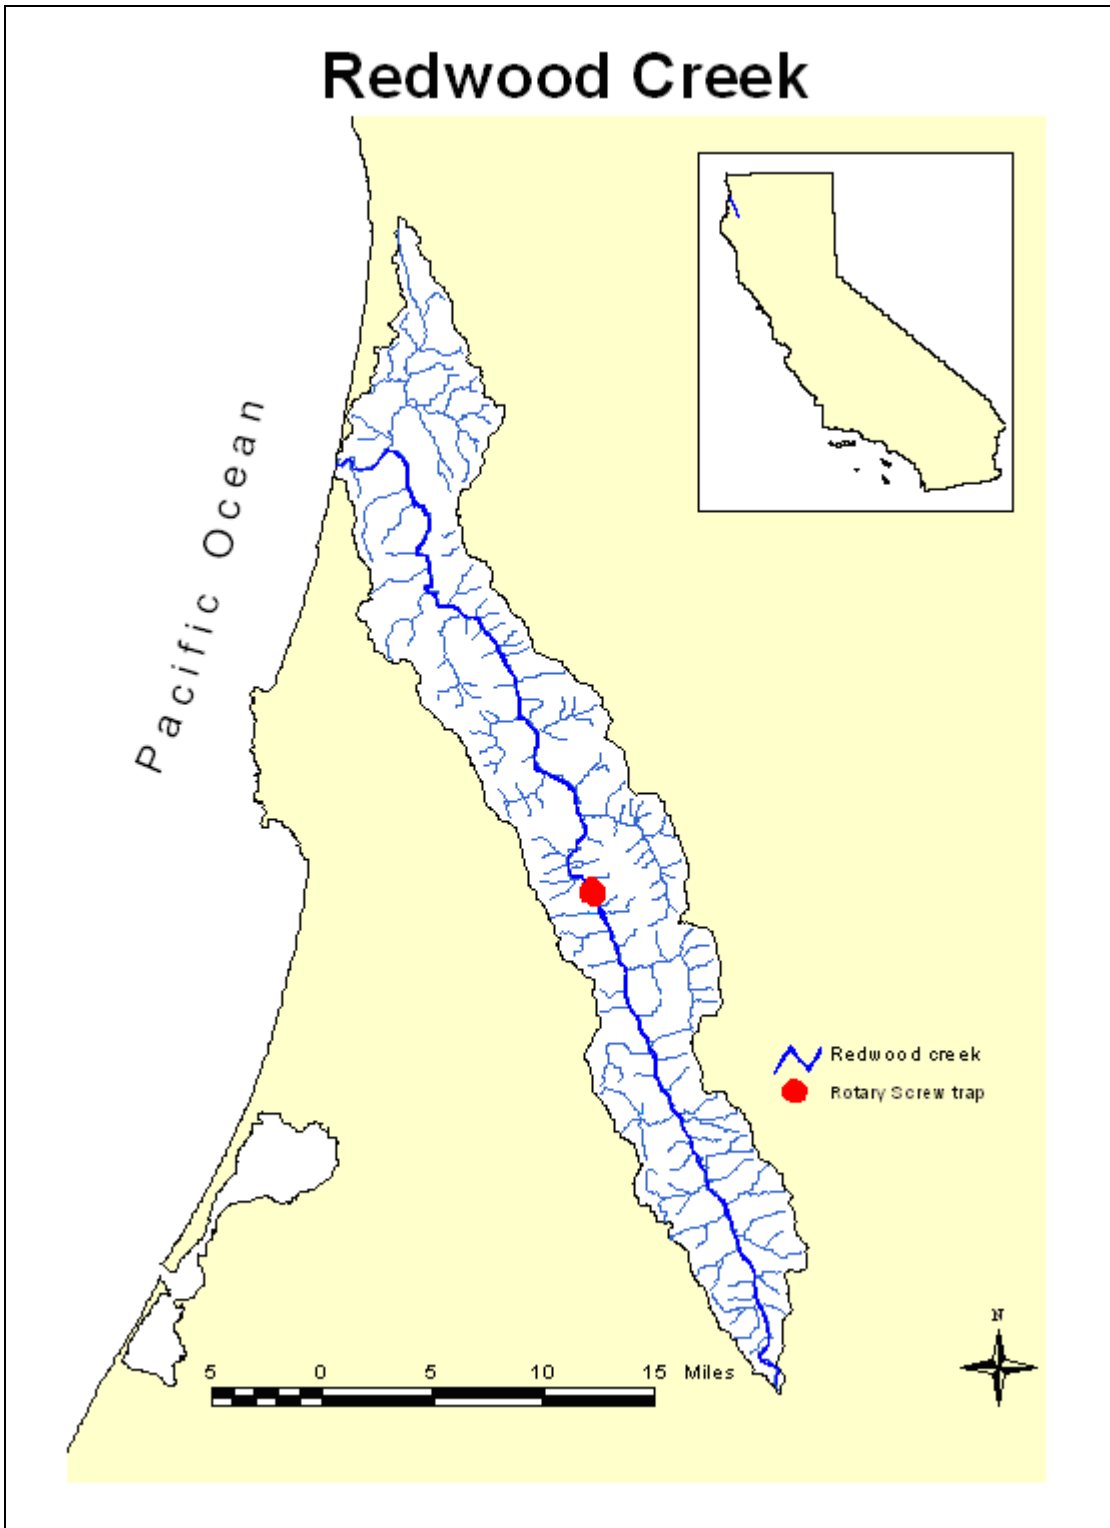 Redwood Creek
Pacific Ocean
Redwood creek
Rotary Screw trap
N
5 0 5 10 15 Miles